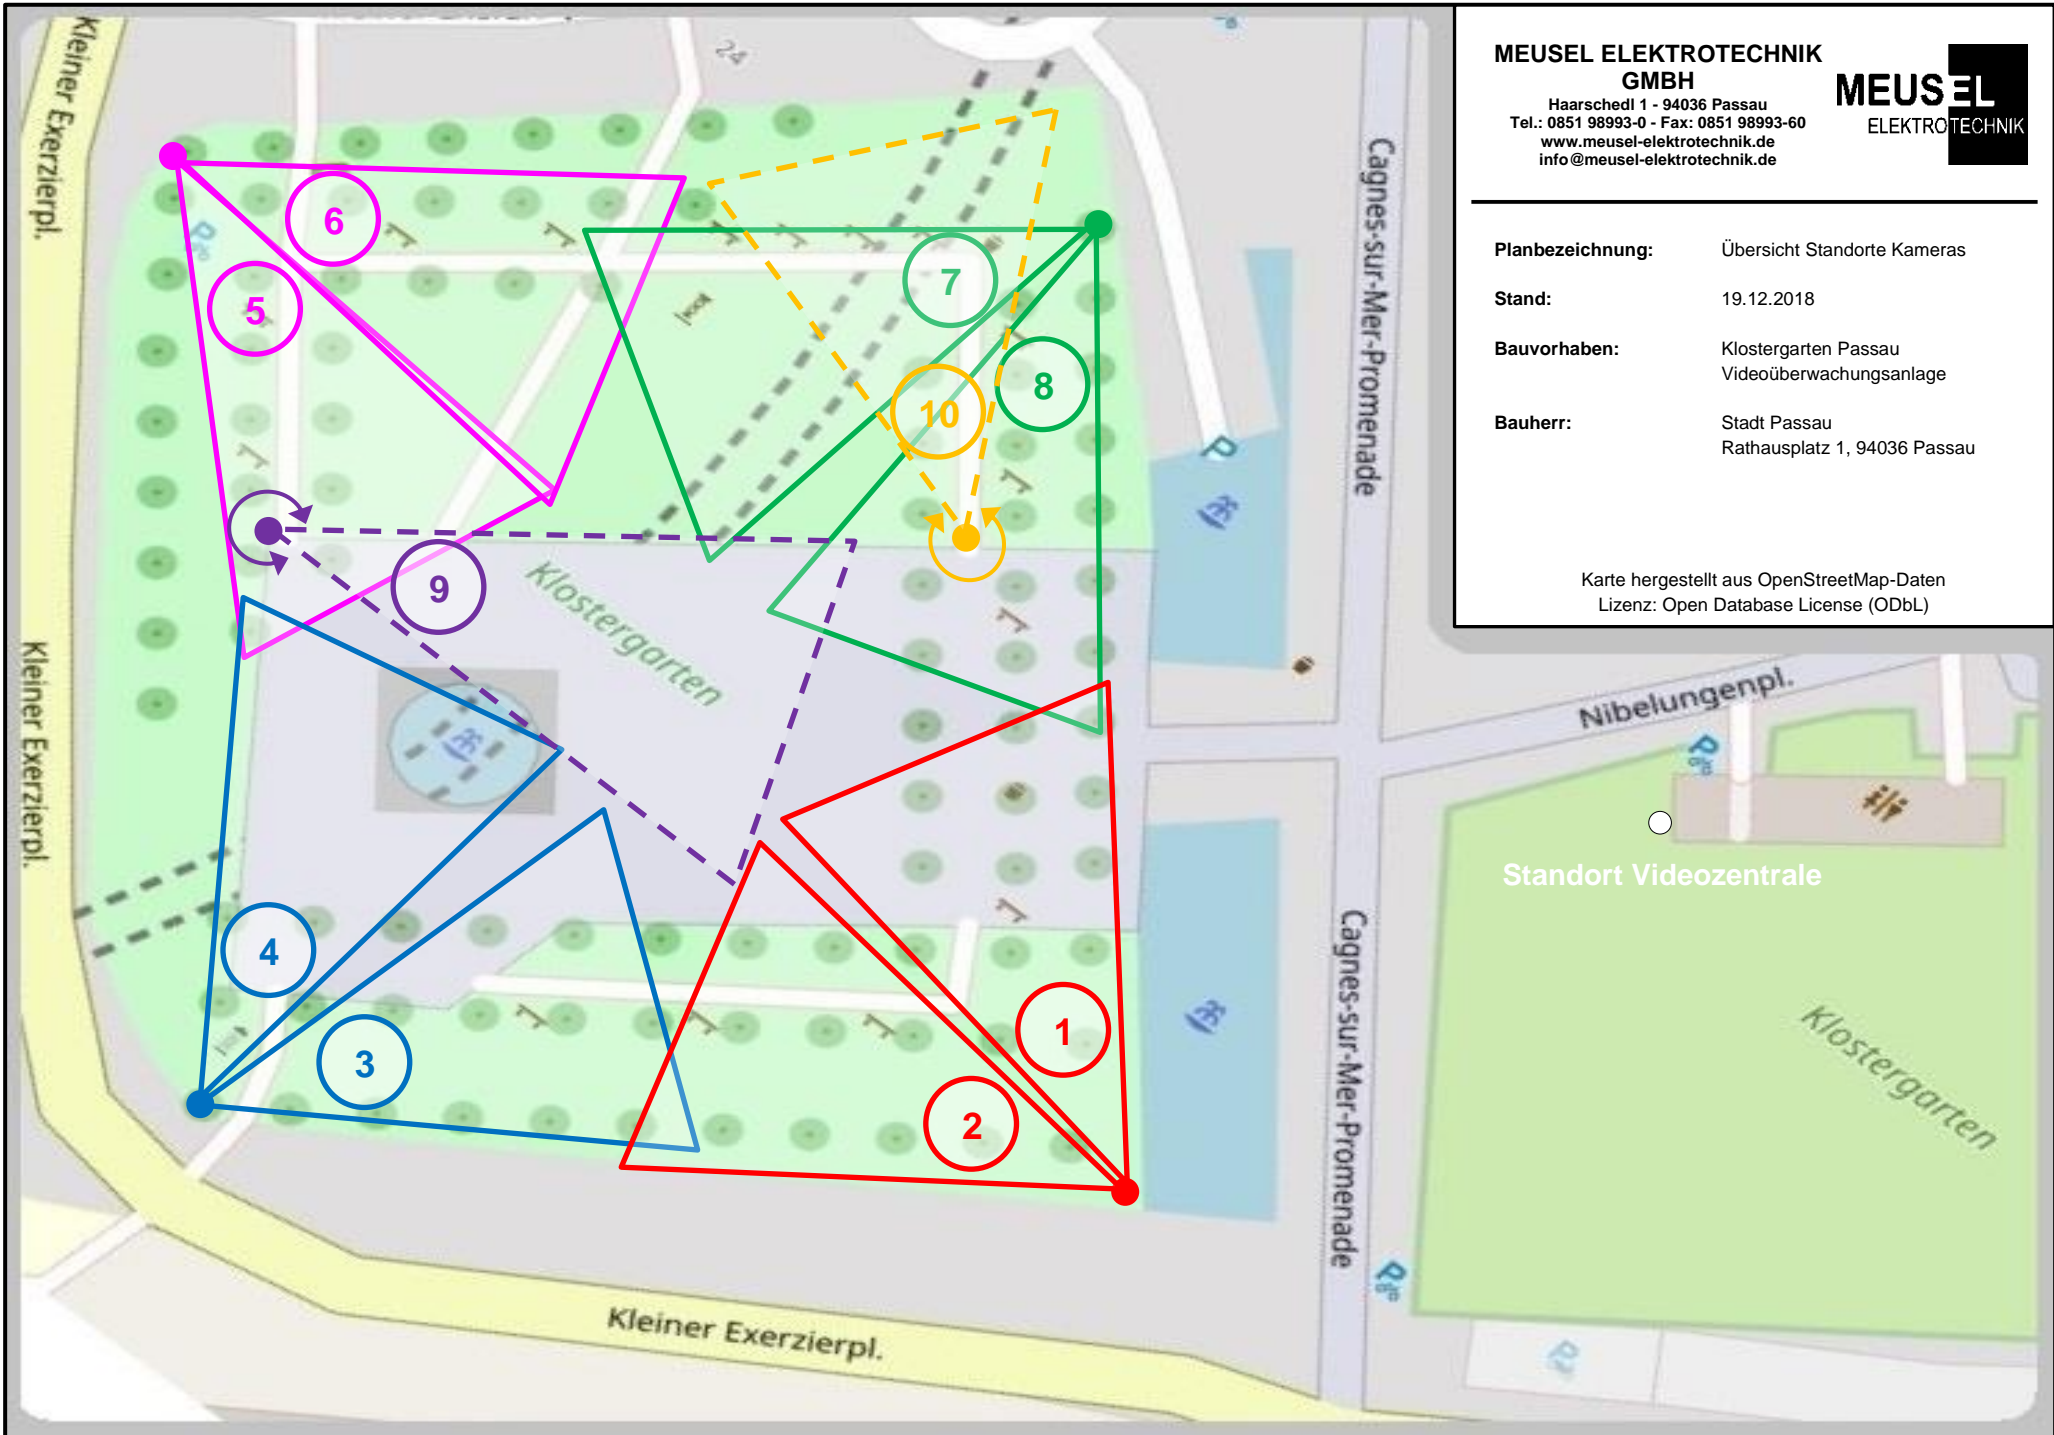 MEUSEL ELEKTROTECHNIK
GMBH
Haarschedl 1 - 94036 Passau
Tel.: 0851 98993-0 - Fax: 0851 98993-60
www.meusel-elektrotechnik.de
info@meusel-elektrotechnik.de
MEUSEL
ELEKTROTECHNIK
Planbezeichnung: Übersicht Standorte Kameras
Stand: 19.12.2018
Bauvorhaben: Klostergarten Passau
Videoüberwachungsanlage
Bauherr: Stadt Passau
Rathausplatz 1, 94036 Passau
Karte hergestellt aus OpenStreetMap-Daten
Lizenz: Open Database License (ODbL)
Kleiner Exerzierpl.
24
6
5
7
8
10
9
Klostergarten
Cagnes-sur-Mer-Promenade
P
Kleiner Exerzierpl.
Nibelungenpl.
Standort Videozentrale
4
3
1
2
Cagnes-sur-Mer-Promenade
Klostergarten
Kleiner Exerzierpl.
P
P
P
P